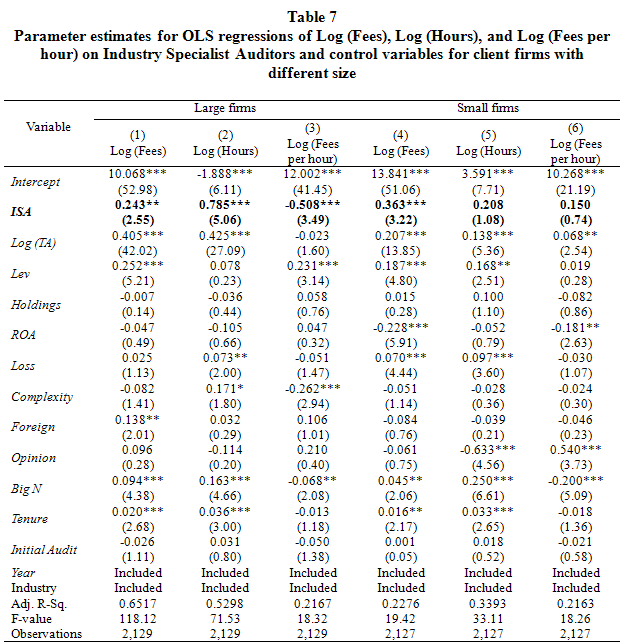 Table 7
Parameter estimates for OLS regressions of Log (Fees), Log (Hours), and Log (Fees per
hour) on Industry Specialist Auditors and control variables for client firms with
different size
Variable Large firms Small firms
(1) (2) (3) (4) (5) (6)
Log (Fees) Log (Hours) Log (Fees per hour) Log (Fees) Log (Hours) Log (Fees per hour)
Intercept 10.068*** -1.888*** 12.002*** 13.841*** 3.591*** 10.268***
(52.98) (6.11) (41.45) (51.06) (7.71) (21.19)
ISA 0.243** 0.785*** -0.508*** 0.363*** 0.208 0.150
(2.55) (5.06) (3.49) (3.22) (1.08) (0.74)
Log (TA) 0.405*** 0.425*** -0.023 0.207*** 0.138*** 0.068**
(42.02) (27.09) (1.60) (13.85) (5.36) (2.54)
Lev 0.252*** 0.078 0.231*** 0.187*** 0.168** 0.019
(5.21) (0.23) (3.14) (4.80) (2.51) (0.28)
Holdings -0.007 -0.036 0.058 0.015 0.100 -0.082
(0.14) (0.44) (0.76) (0.28) (1.10) (0.86)
ROA -0.047 -0.105 0.047 -0.228*** -0.052 -0.181**
(0.49) (0.66) (0.32) (5.91) (0.79) (2.63)
Loss 0.025 0.073** -0.051 0.070*** 0.097*** -0.030
(1.13) (2.00) (1.47) (4.44) (3.60) (1.07)
Complexity -0.082 0.171* -0.262*** -0.051 -0.028 -0.024
(1.41) (1.80) (2.94) (1.14) (0.36) (0.30)
Foreign 0.138** 0.032 0.106 -0.084 -0.039 -0.046
(2.01) (0.29) (1.01) (0.76) (0.21) (0.23)
Opinion 0.096 -0.114 0.210 -0.061 -0.633*** 0.540***
(0.28) (0.20) (0.40) (0.75) (4.56) (3.73)
Big N 0.094*** 0.163*** -0.068** 0.045** 0.250*** -0.200***
(4.38) (4.66) (2.08) (2.06) (6.61) (5.09)
Tenure 0.020*** 0.036*** -0.013 0.016** 0.033*** -0.018
(2.68) (3.00) (1.18) (2.17) (2.65) (1.36)
Initial Audit -0.026 0.031 -0.050 0.001 0.018 -0.021
(1.11) (0.80) (1.38) (0.05) (0.52) (0.58)
Year Included Included Included Included Included Included
Industry Included Included Included Included Included Included
Adj. R-Sq. 0.6517 0.5298 0.2167 0.2276 0.3393 0.2163
F-value 118.12 71.53 18.32 19.42 33.11 18.26
Observations 2,129 2,129 2,129 2,127 2,127 2,127